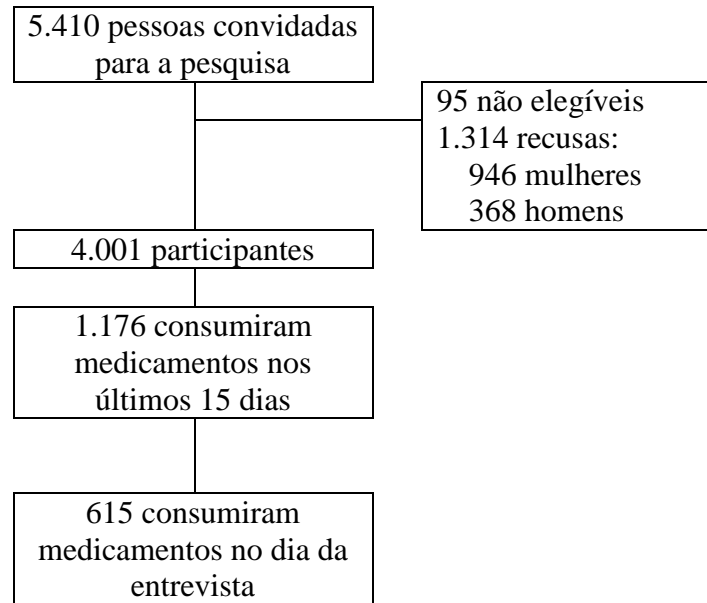 5.410 pessoas convidadas
para a pesquisa
95 não elegíveis
1.314 recusas:
946 mulheres
368 homens
4.001 participantes
1.176 consumiram
medicamentos nos
últimos 15 dias
615 consumiram
medicamentos no dia da
entrevista